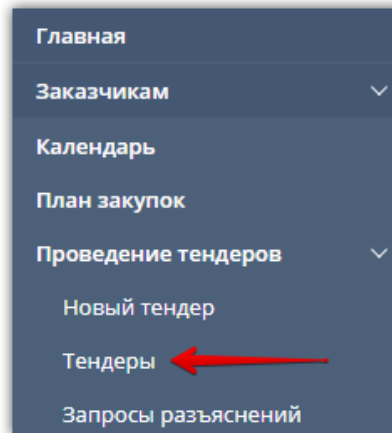 Главная
Заказчикам
Календарь
План закупок
Проведение тендеров
Новый тендер
Тендеры
Запросы разъяснений